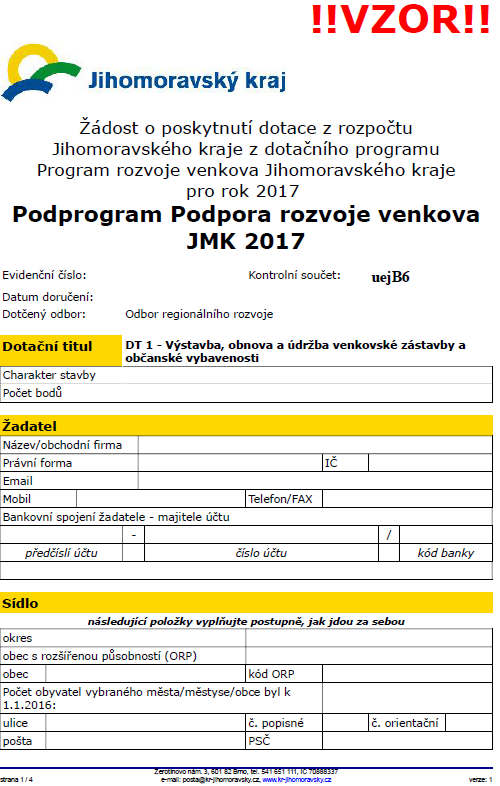 !!VZOR!!
Jihomoravský kraj
Žádost o poskytnutí dotace z rozpočtu
Jihomoravského kraje z dotačního programu
Program rozvoje venkova Jihomoravského kraje
pro rok 2017
Podprogram Podpora rozvoje venkova
JMK 2017
Evidenční číslo: Kontrolní součet: uejB6
Datum doručení:
Dotčený odbor: Odbor regionálního rozvoje
Dotační titul DT 1 - Výstavba, obnova a údržba venkovské zástavby a
občanské vybavenosti
Charakter stavby
Počet bodů
Žadatel
Název/obchodní firma
Právní forma IČ
Email
Mobil Telefon/FAX
Bankovní spojení žadatele - majitele účtu
- /
předčíslí účtu číslo účtu kód banky
Sídlo
následující položky vyplňujte postupně, jak jdou za sebou
okres
obec s rozšířenou působností (ORP)
obec kód ORP
Počet obyvatel vybraného města/městyse/obce byl k
1.1.2016:
ulice č. popisné č. orientační
pošta PSČ
Žerotínovo nám. 3, 601 82 Brno, tel. 541 651 111, IČ 70888337
strana 1 / 4 e-mail: posta@kr-jihomoravsky.cz, www.kr-jihomoravsky.cz verze: 1